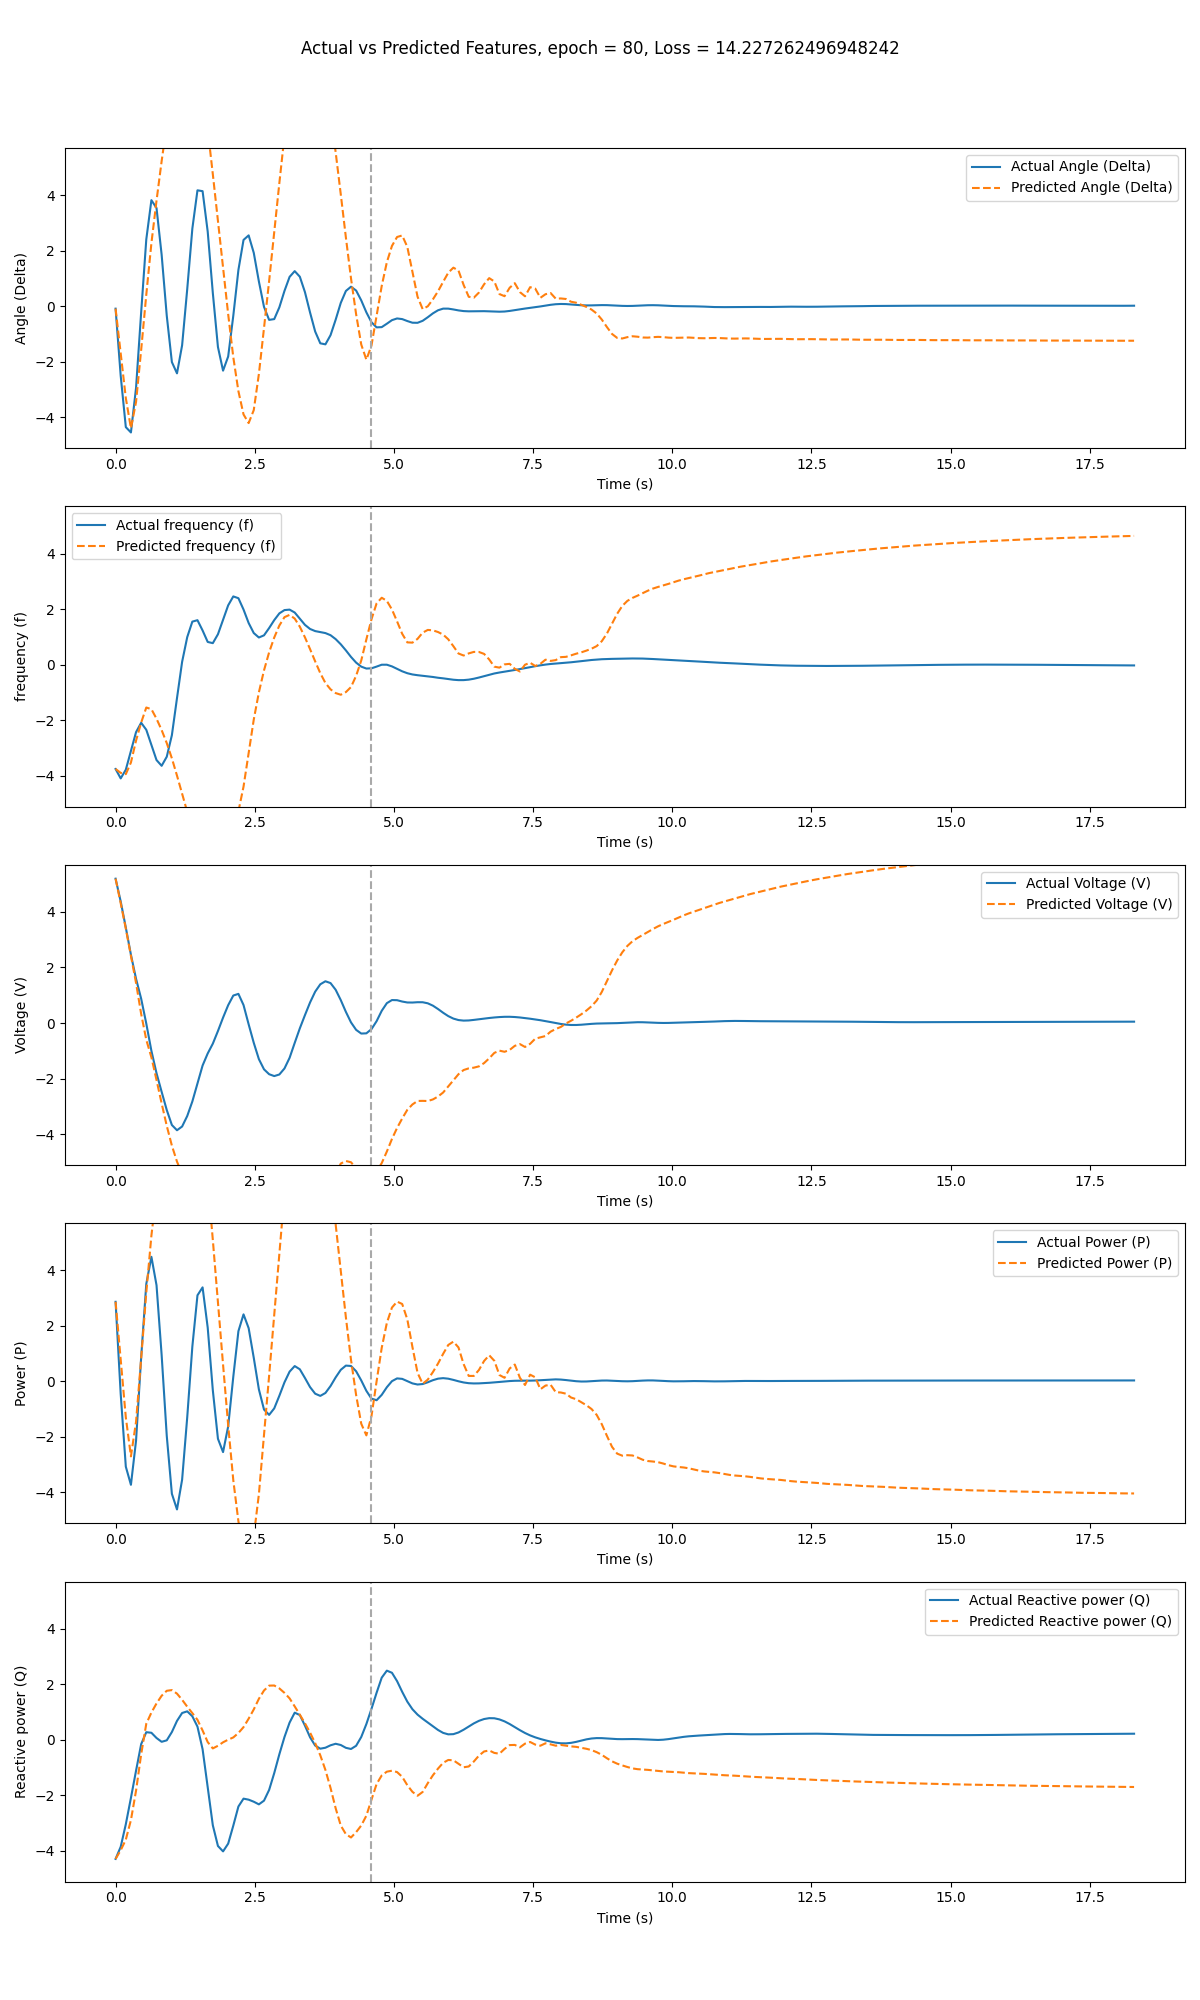 Actual vs Predicted Features, epoch = 80, Loss = 14.227262496948242
Actual Angle (Delta)
Predicted Angle (Delta)
4
2
0
−2
−4
Angle (Delta)
0.0 2.5 5.0 7.5 10.0 12.5 15.0 17.5
Time (s)
Actual frequency (f)
Predicted frequency (f)
4
2
0
−2
−4
frequency (f)
0.0 2.5 5.0 7.5 10.0 12.5 15.0 17.5
Time (s)
Actual Voltage (V)
Predicted Voltage (V)
4
2
0
−2
−4
Voltage (V)
0.0 2.5 5.0 7.5 10.0 12.5 15.0 17.5
Time (s)
Actual Power (P)
Predicted Power (P)
4
2
0
−2
−4
Power (P)
0.0 2.5 5.0 7.5 10.0 12.5 15.0 17.5
Time (s)
Actual Reactive power (Q)
Predicted Reactive power (Q)
4
2
0
−2
−4
Reactive power (Q)
0.0 2.5 5.0 7.5 10.0 12.5 15.0 17.5
Time (s)